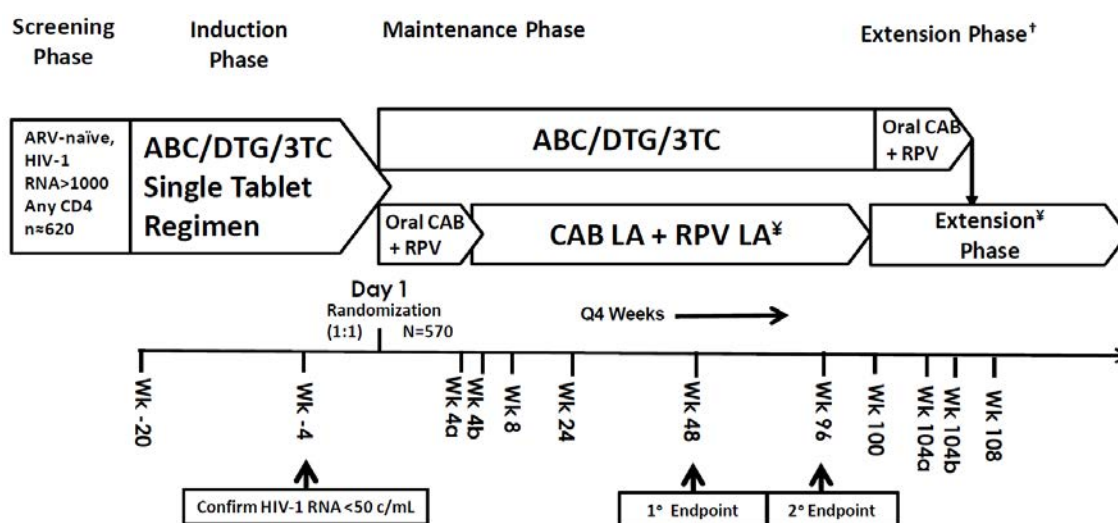 Screening
Phase
Induction
Phase
Maintenance Phase
Extension Phase†
ARV-naïve,
HIV-1
RNA>1000
Any CD4
n≈620
ABC/DTG/3TC
Single Tablet
Regimen
ABC/DTG/3TC
Oral CAB
+ RPV
Oral CAB
+ RPV
CAB LA + RPV LA¥
Extension¥
Phase
Day 1
Randomization
(1:1) N=570
Q4 Weeks
Wk -20
Wk -4
Wk 4a
Wk 4b
Wk 8
Wk 24
Wk 48
Wk 96
Wk 100
Wk 104a
Wk 104b
Wk 108
Confirm HIV-1 RNA <50 c/mL
1° Endpoint
2° Endpoint